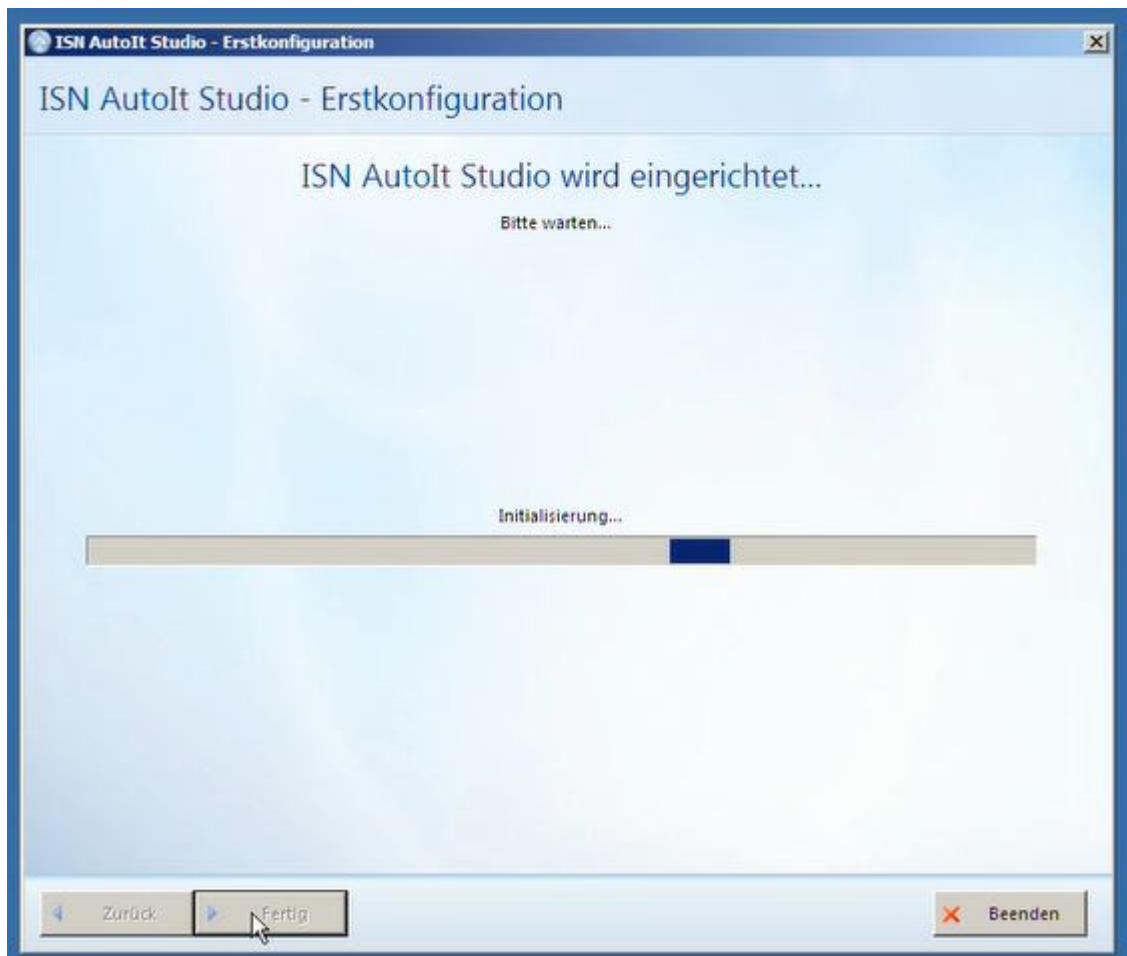 ISN AutoIt Studio - Erstkonfiguration
ISN AutoIt Studio - Erstkonfiguration
ISN AutoIt Studio wird eingerichtet...
Bitte warten...
Initialisierung...
Zurück
Fertig
Beenden